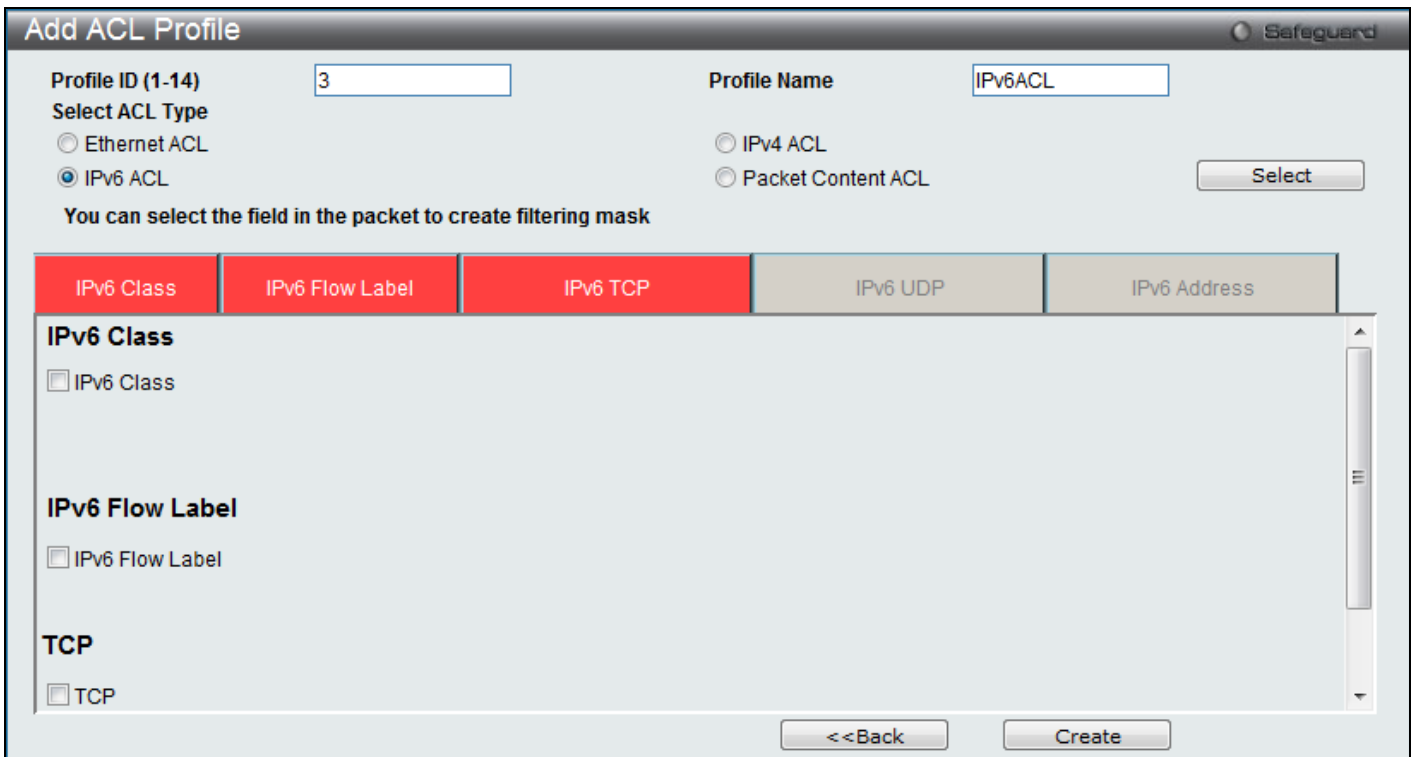 Add ACL Profile
Safeguard
Profile ID (1-14) 3 Profile Name IPv6ACL
Select ACL Type
Ethernet ACL IPv4 ACL
IPv6 ACL Packet Content ACL Select
You can select the field in the packet to create filtering mask
IPv6 Class IPv6 Flow Label IPv6 TCP IPv6 UDP IPv6 Address
IPv6 Class
IPv6 Class
IPv6 Flow Label
IPv6 Flow Label
TCP
TCP
<<Back Create